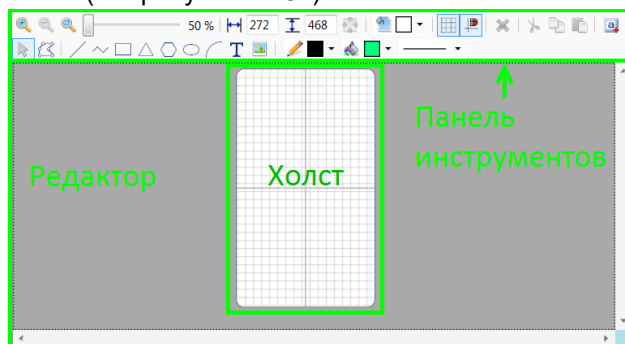 50 %
272
468
T
a
Панель
инструментов
Редактор
Холст